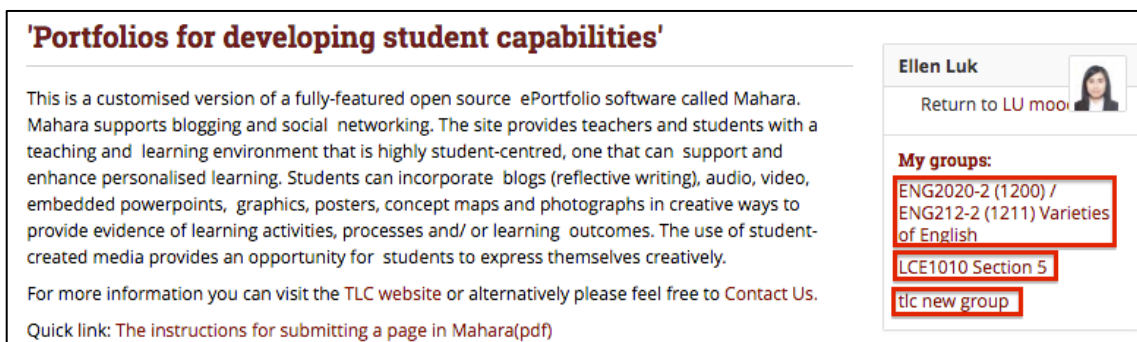 'Portfolios for developing student capabilities'
This is a customised version of a fully-featured open source ePortfolio software called Mahara.
Mahara supports blogging and social networking. The site provides teachers and students with a
teaching and learning environment that is highly student-centred, one that can support and
enhance personalised learning. Students can incorporate blogs (reflective writing), audio, video,
embedded powerpoints, graphics, posters, concept maps and photographs in creative ways to
provide evidence of learning activities, processes and/ or learning outcomes. The use of student-
created media provides an opportunity for students to express themselves creatively.
For more information you can visit the TLC website or alternatively please feel free to Contact Us.
Quick link: The instructions for submitting a page in Mahara(pdf)
Ellen Luk
Return to LU moo
My groups:
ENG2020-2 (1200) /
ENG212-2 (1211) Varieties
of English
LCE1010 Section 5
tlc new group